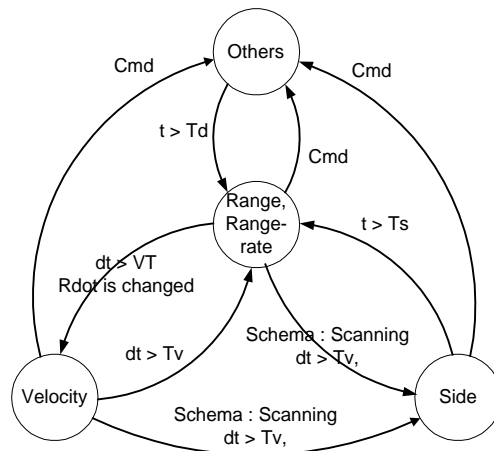 Cmd
Others
Cmd
t > Td
Cmd
Range,
Range-
rate
t > Ts
dt > VT
Rdot is changed
Schema : Scanning
dt > Tv,
dt > Tv
Velocity
Schema : Scanning
dt > Tv,
Side